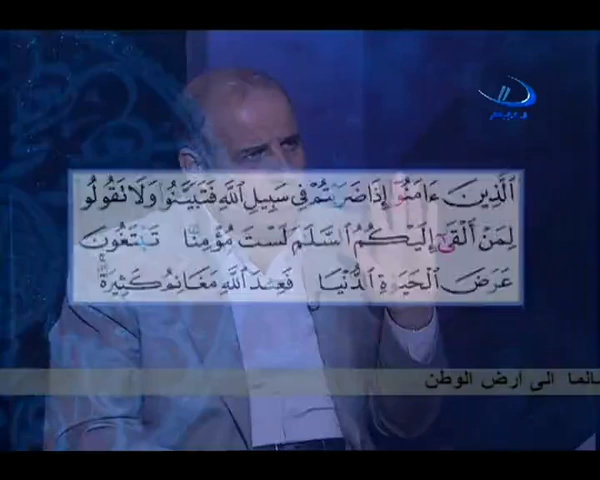 ٱلَّذِينَ ءَامَنُوٓا۟ إِذَا ضَرَبْتُمْ فِى سَبِيلِ ٱللَّهِ فَتَبَيَّنُوا۟ وَلَا تَقُولُوا۟
لِمَنْ أَلْقَىٰٓ إِلَيْكُمُ ٱلسَّلَٰمَ لَسْتَ مُؤْمِنًا تَبْتَغُونَ
عَرَضَ ٱلْحَيَوٰةِ ٱلدُّنْيَا فَعِندَ ٱللَّهِ مَغَانِمُ كَثِيرَةٌ
سالما الى ارض الوطن